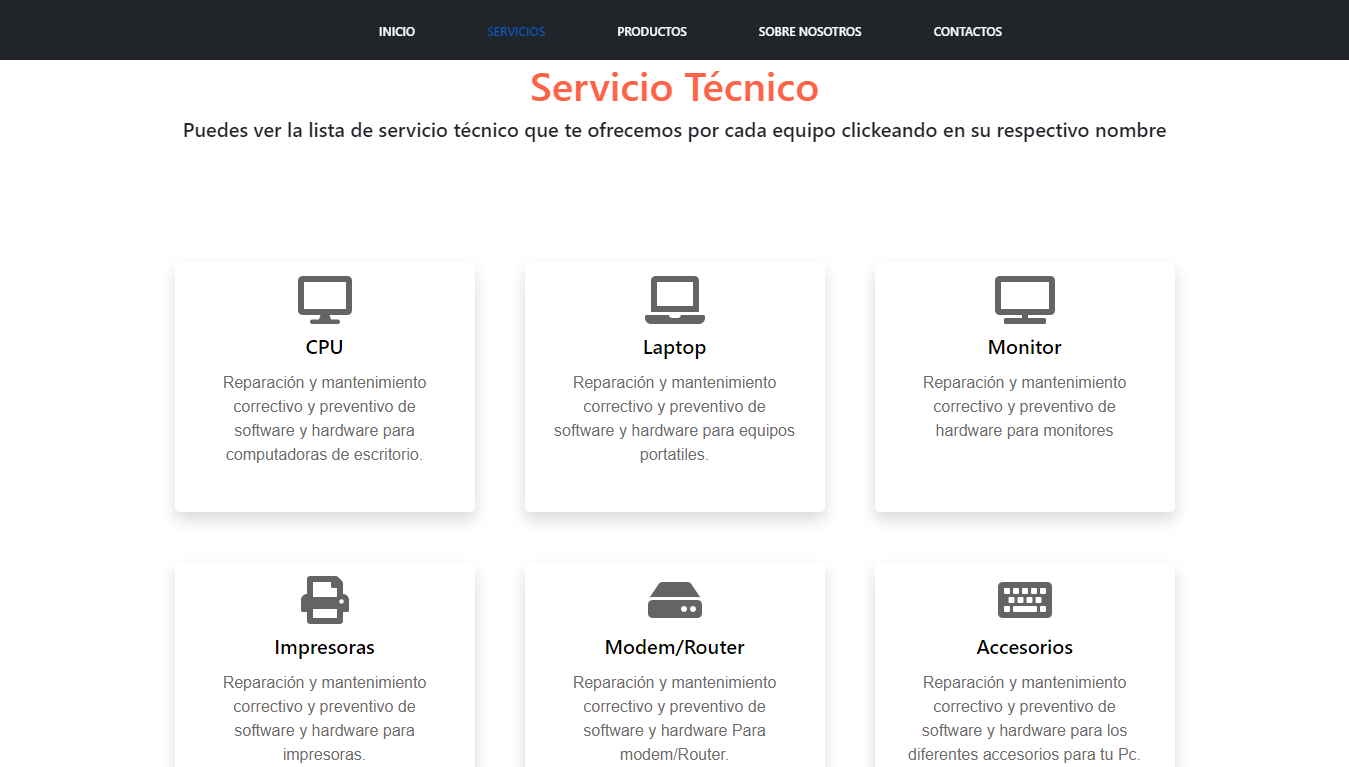 INICIO SERVICIOS PRODUCTOS SOBRE NOSOTROS CONTACTOS
Servicio Técnico
Puedes ver la lista de servicio técnico que te ofrecemos por cada equipo clickeando en su respectivo nombre
CPU
Reparación y mantenimiento
correctivo y preventivo de
software y hardware para
computadoras de escritorio.
Laptop
Reparación y mantenimiento
correctivo y preventivo de
software y hardware para equipos
portatiles.
Monitor
Reparación y mantenimiento
correctivo y preventivo de
hardware para monitores
Impresoras
Reparación y mantenimiento
correctivo y preventivo de
software y hardware para
impresoras.
Modem/Router
Reparación y mantenimiento
correctivo y preventivo de
software y hardware Para
modem/Router.
Accesorios
Reparación y mantenimiento
correctivo y preventivo de
software y hardware para los
diferentes accesorios para tu Pc.